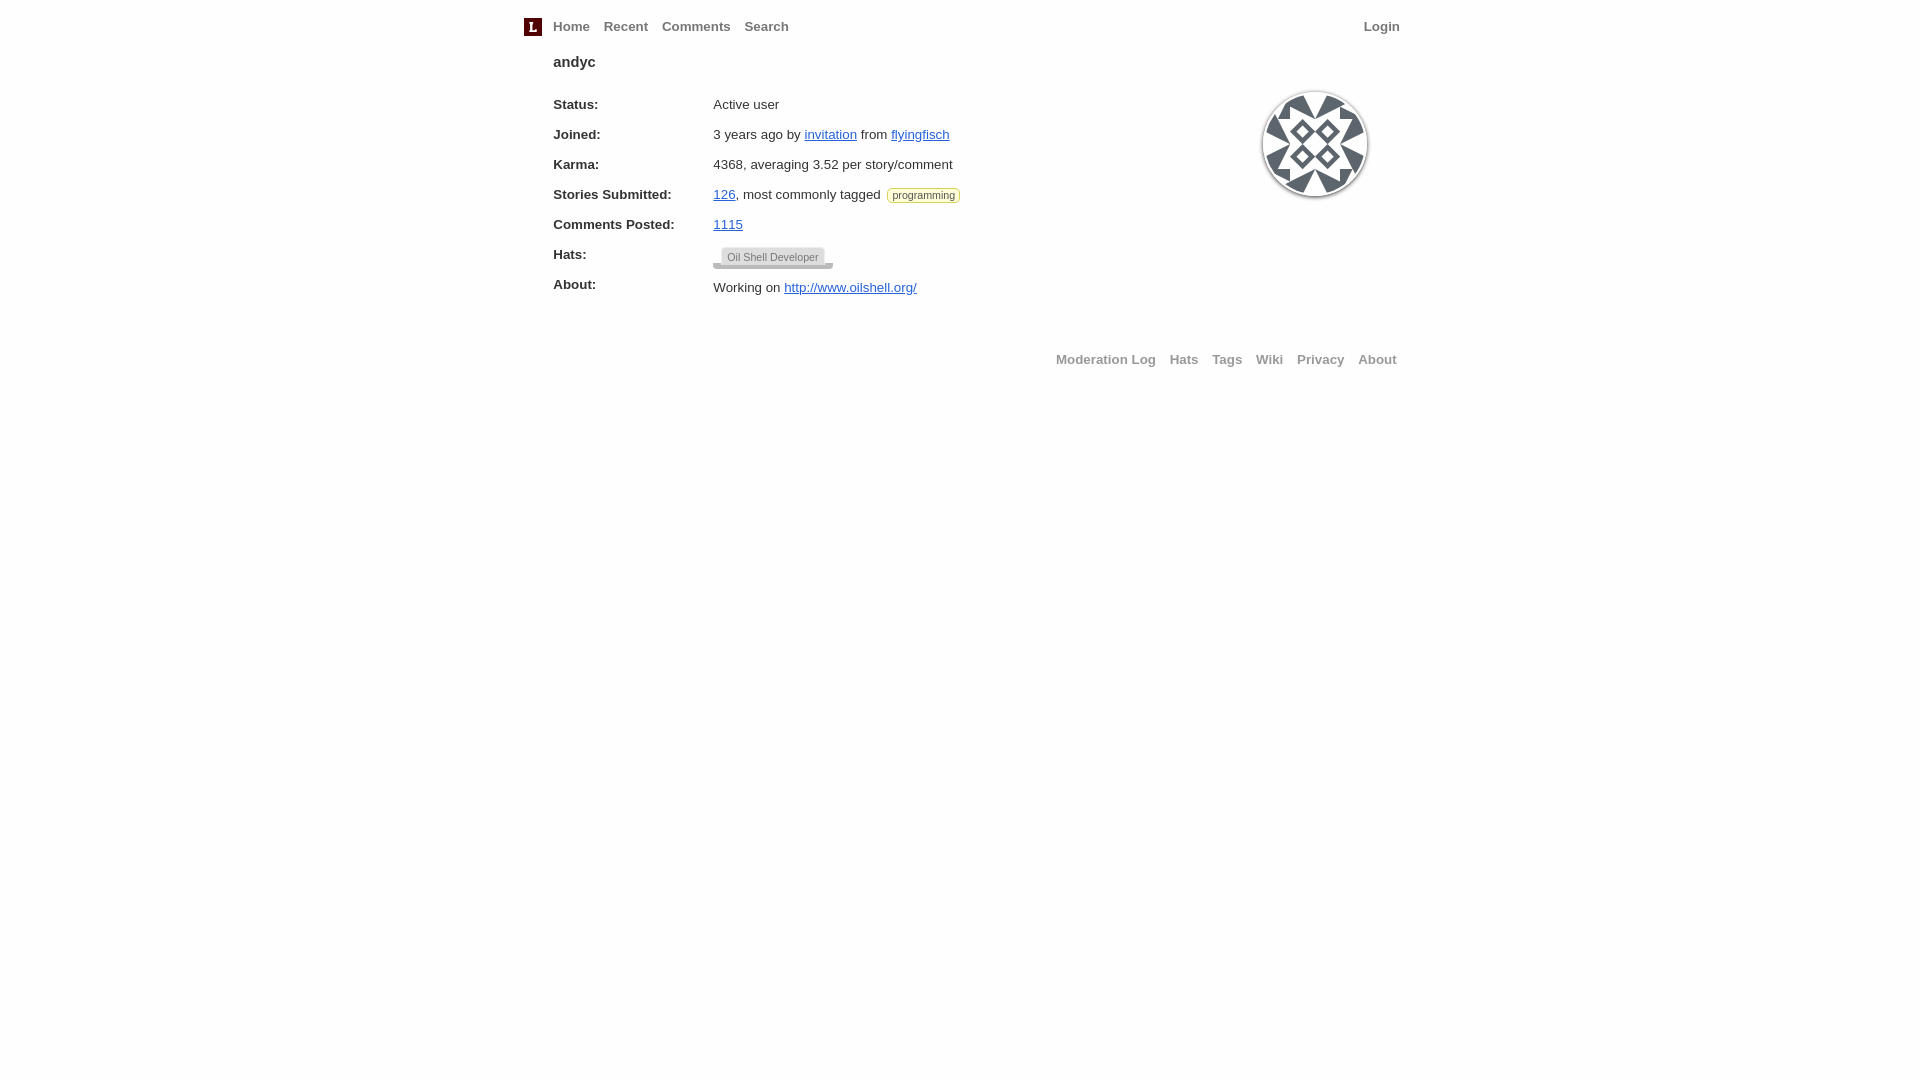 L Home Recent Comments Search Login
andyc
Status: Active user
Joined: 3 years ago by invitation from flyingfisch
Karma: 4368, averaging 3.52 per story/comment
Stories Submitted: 126, most commonly tagged programming
Comments Posted: 1115
Hats: Oil Shell Developer
About: Working on http://www.oilshell.org/
Moderation Log Hats Tags Wiki Privacy About